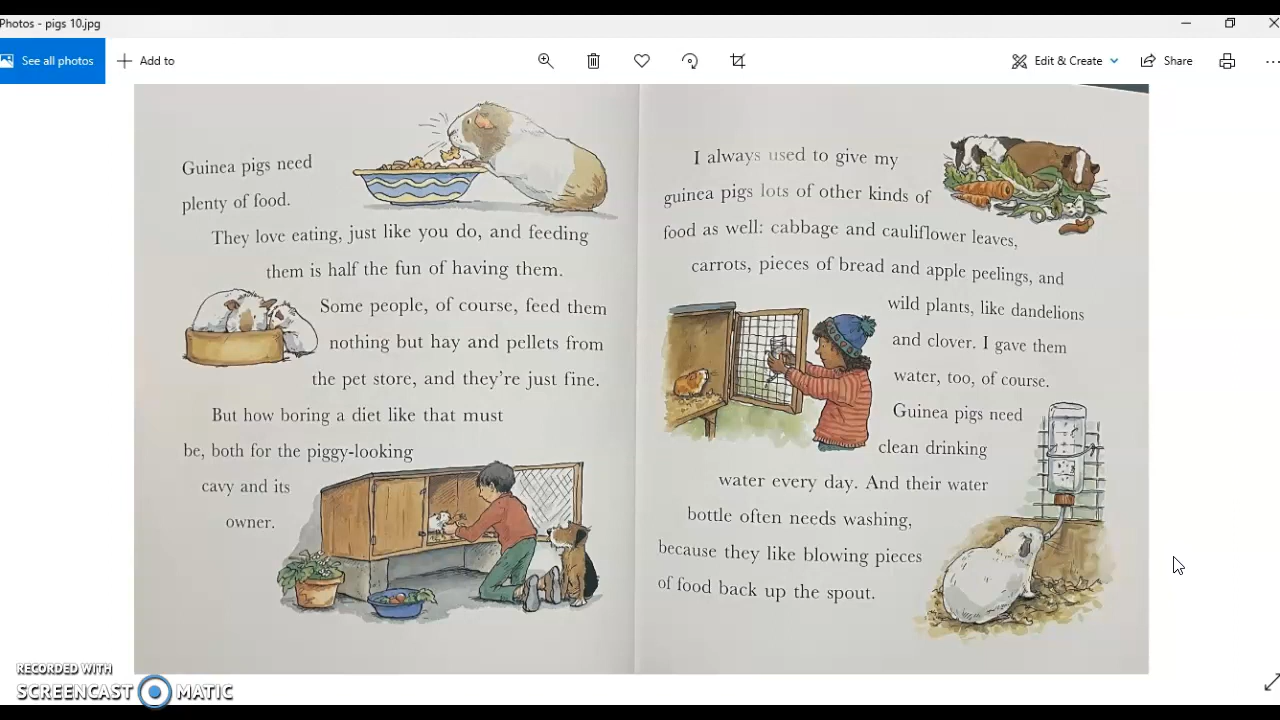 Photos - pigs 10.jpg
See all photos
Add to
Edit & Create
Share
Guinea pigs need
plenty of food.
They love eating, just like you do, and feeding
them is half the fun of having them.
Some people, of course, feed them
nothing but hay and pellets from
the pet store, and they're just fine.
But how boring a diet like that must
be, both for the piggy-looking
cavy and its
owner.
I always used to give my
guinea pigs lots of other kinds of
food as well: cabbage and cauliflower leaves,
carrots, pieces of bread and apple peelings, and
wild plants, like dandelions
and clover. I gave them
water, too, of course.
Guinea pigs need
clean drinking
water every day. And their water
bottle often needs washing,
because they like blowing pieces
of food back up the spout.
RECORDED WITH
SCREENCAST MATIC